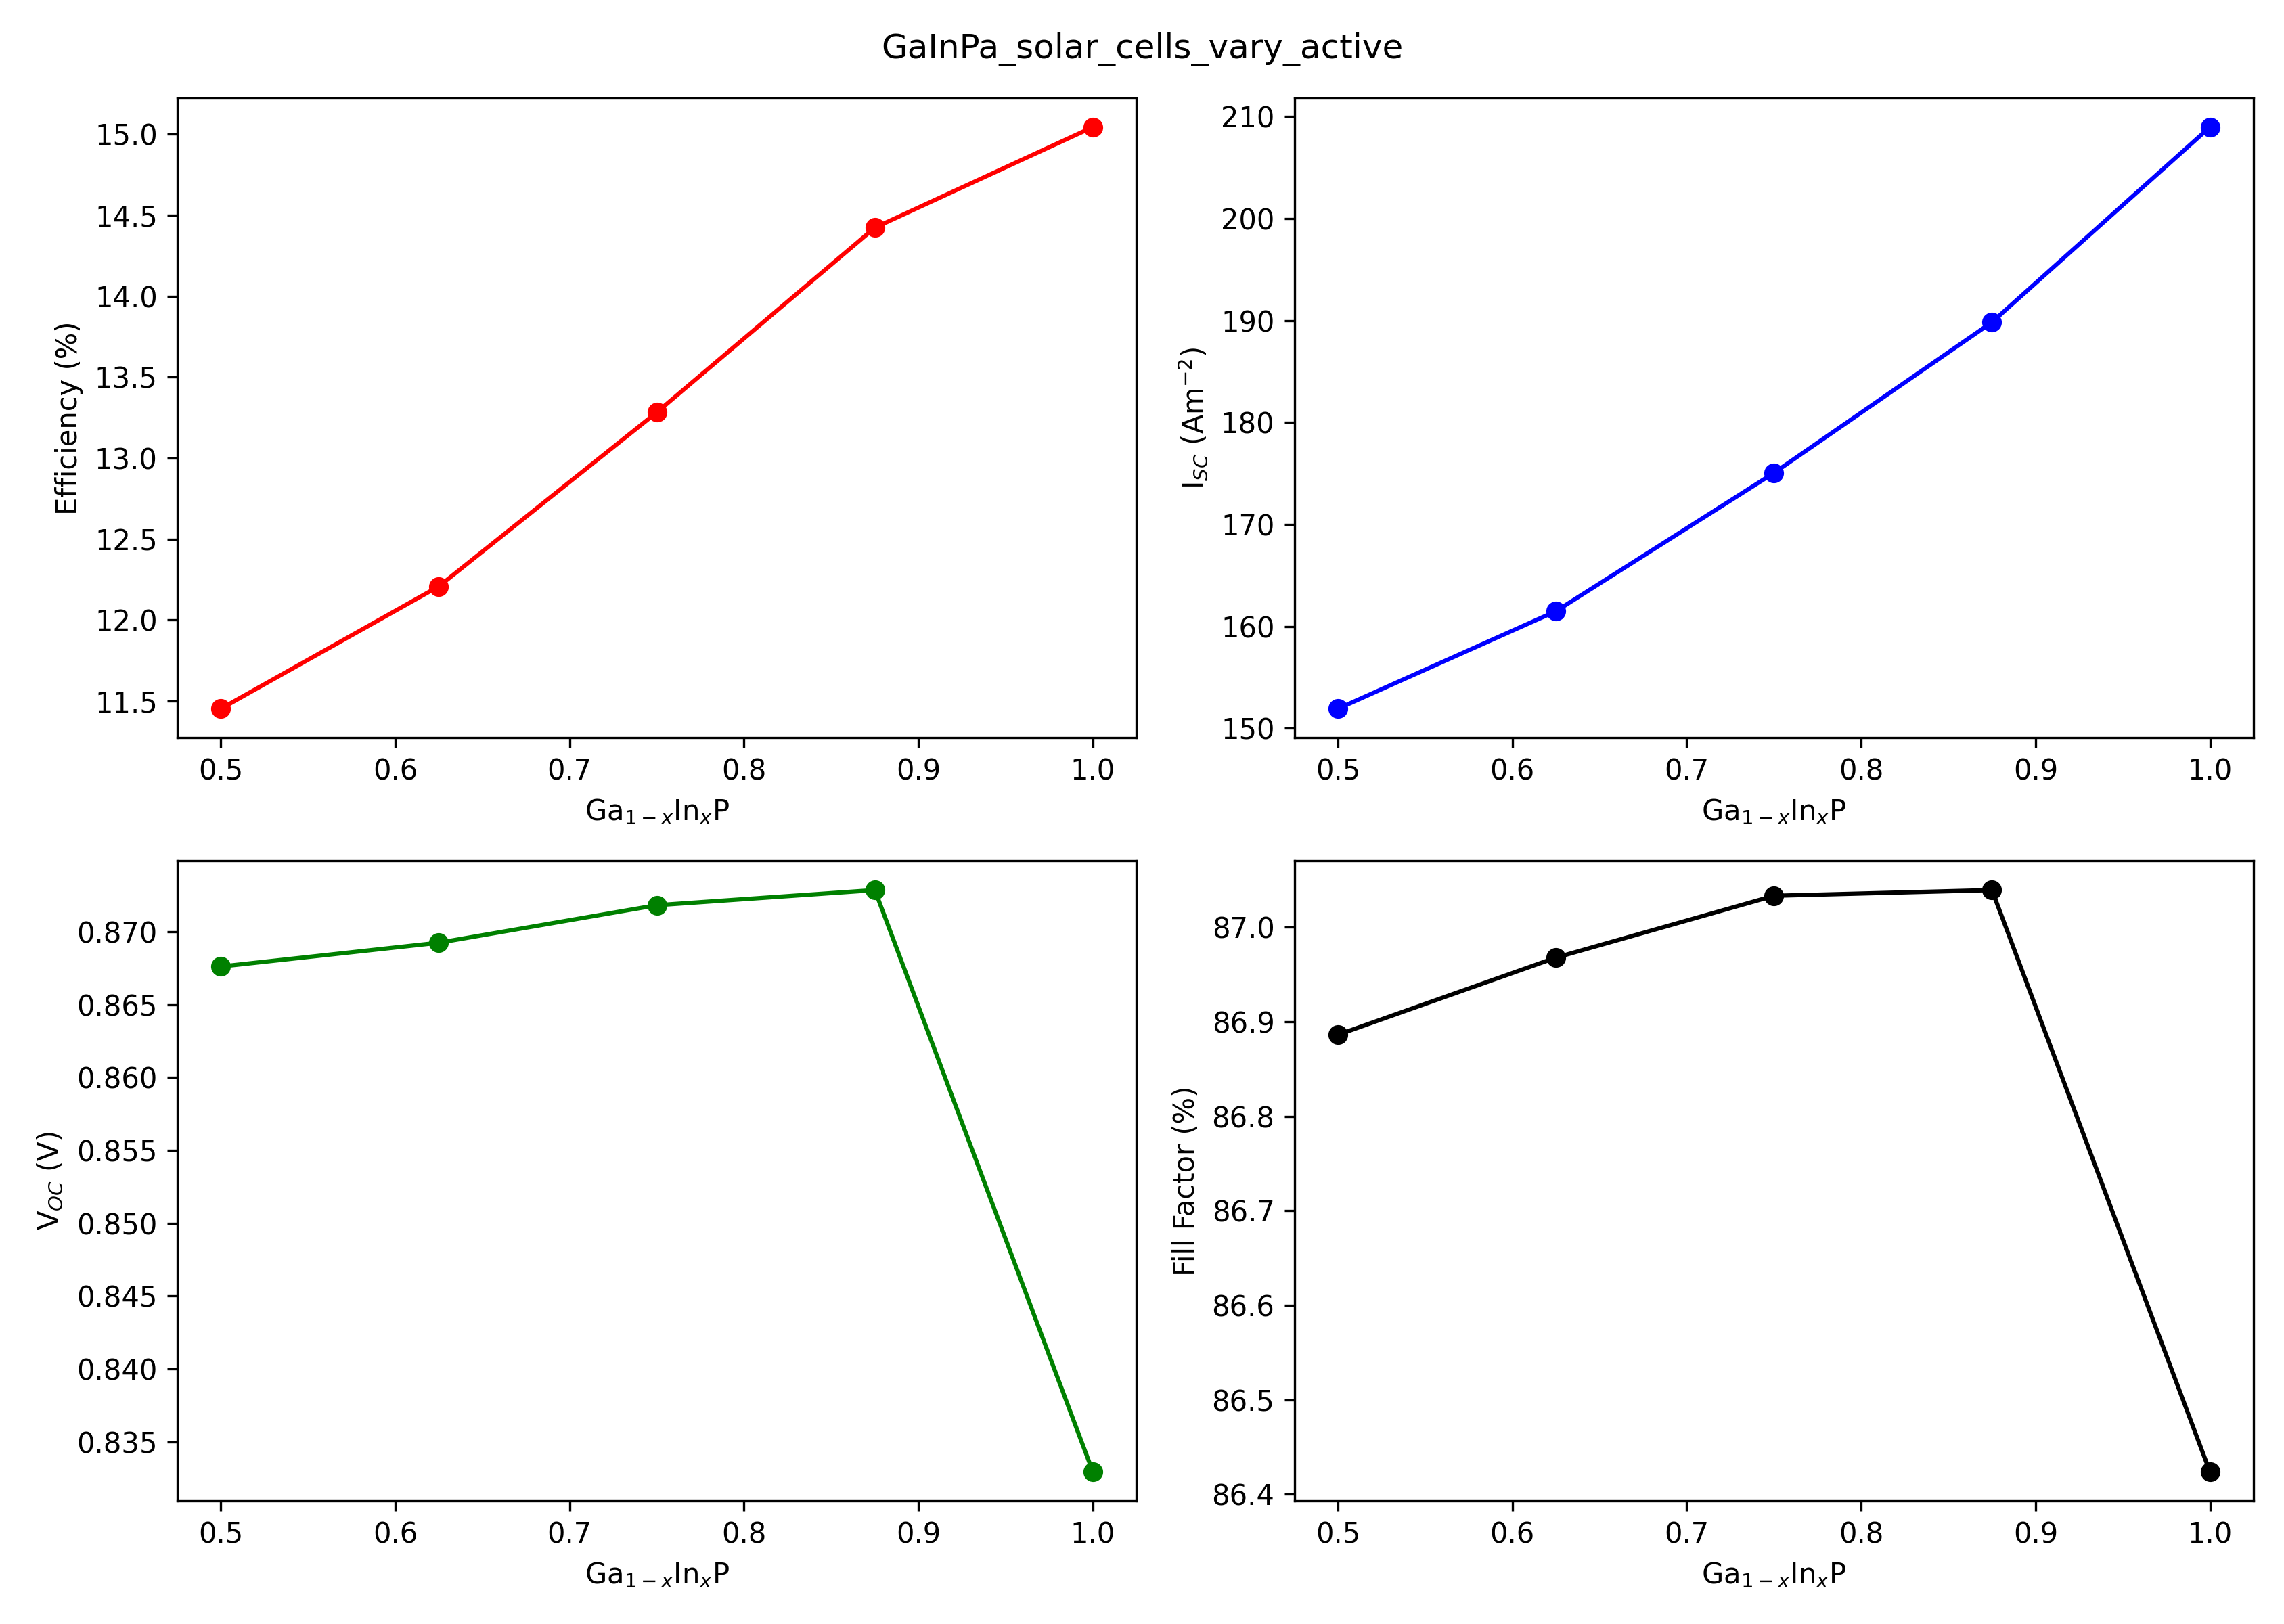 GaInPa_solar_cells_vary_active
Efficiency (%)
15.0
14.5
14.0
13.5
13.0
12.5
12.0
11.5
0.5 0.6 0.7 0.8 0.9 1.0
Ga₁₋ₓInₓP
I_SC (Am⁻²)
210
200
190
180
170
160
150
0.5 0.6 0.7 0.8 0.9 1.0
Ga₁₋ₓInₓP
V_OC (V)
0.870
0.865
0.860
0.855
0.850
0.845
0.840
0.835
0.5 0.6 0.7 0.8 0.9 1.0
Ga₁₋ₓInₓP
Fill Factor (%)
87.0
86.9
86.8
86.7
86.6
86.5
86.4
0.5 0.6 0.7 0.8 0.9 1.0
Ga₁₋ₓInₓP